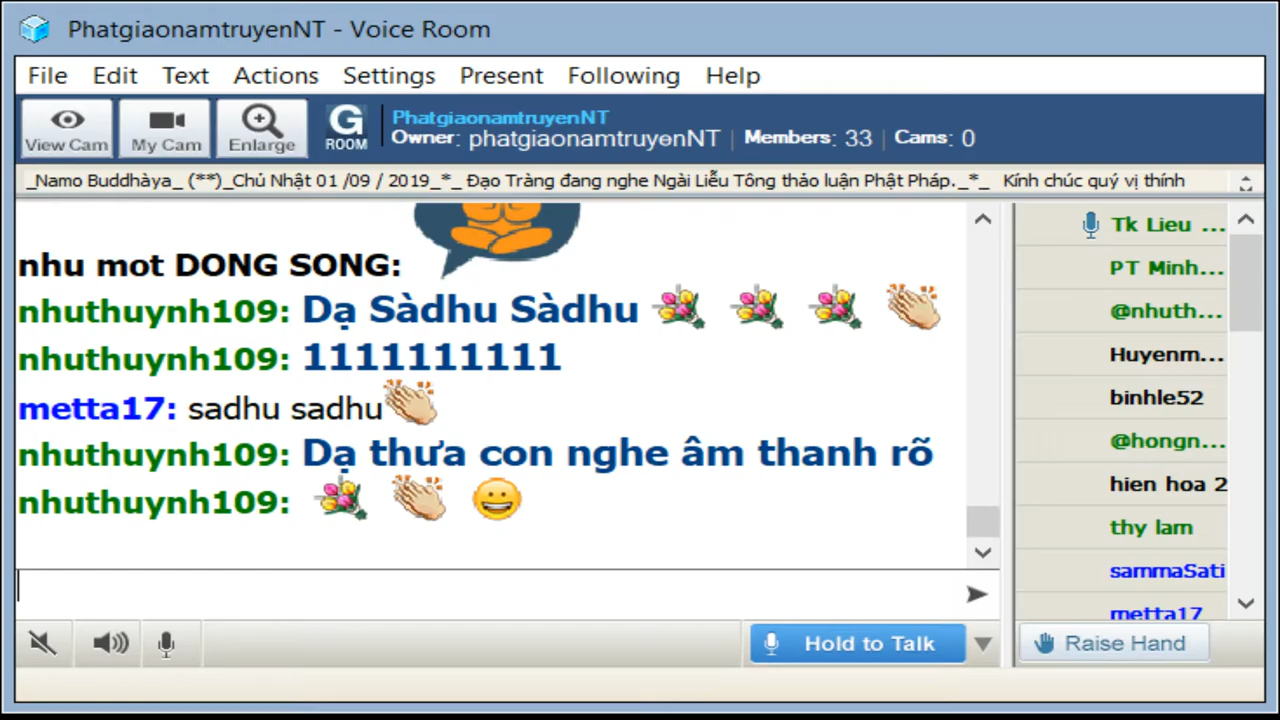 PhatgiaonamtruyenNT - Voice Room
File Edit Text Actions Settings Present Following Help
View Cam My Cam Enlarge G ROOM
PhatgiaonamtruyenNT
Owner: phatgiaonamtruyenNT | Members: 33 | Cams: 0
_Namo Buddhàya_ (**)_Chủ Nhật 01 /09 / 2019_*_ Đạo Tràng đang nghe Ngài Liễu Tông thảo luận Phật Pháp._*_ Kính chúc quý vị thính
nhu mot DONG SONG:
nhuthuynh109: Dạ Sàdhu Sàdhu
nhuthuynh109: 1111111111
metta17: sadhu sadhu
nhuthuynh109: Dạ thưa con nghe âm thanh rõ
nhuthuynh109:
Tk Lieu ...
PT Minh...
@nhuth...
Huyenm...
binhle52
@hongn...
hien hoa 2
thy lam
sammaSati
metta17
Hold to Talk
Raise Hand